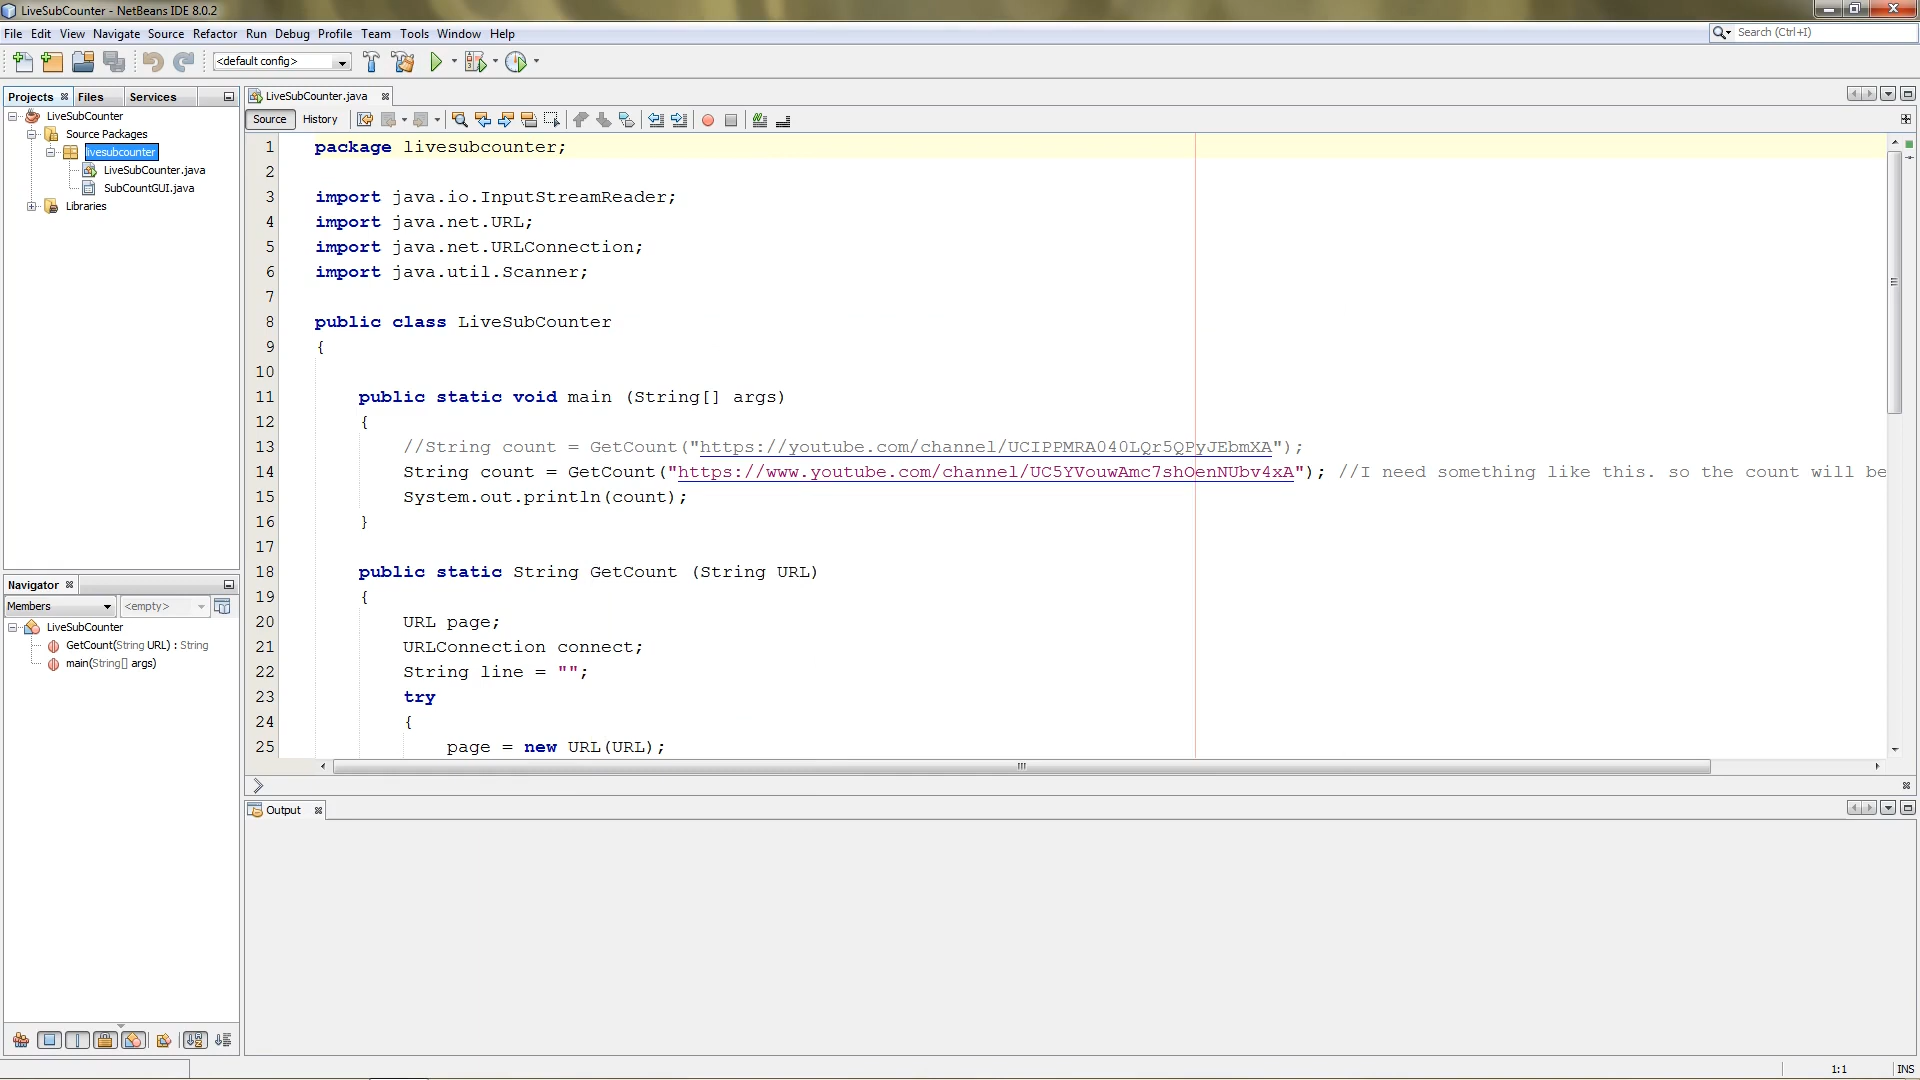 LiveSubCounter - NetBeans IDE 8.0.2
File Edit View Navigate Source Refactor Run Debug Profile Team Tools Window Help
Search (Ctrl+I)
<default config>
Projects Files Services
LiveSubCounter
Source Packages
livesubcounter
LiveSubCounter.java
SubCountGUI.java
Libraries
Navigator
Members <empty>
LiveSubCounter
GetCount(String URL) : String
main(String[] args)
LiveSubCounter.java
Source History
1 package livesubcounter;
2
3 import java.io.InputStreamReader;
4 import java.net.URL;
5 import java.net.URLConnection;
6 import java.util.Scanner;
7
8 public class LiveSubCounter
9 {
10
11 public static void main (String[] args)
12 {
13 //String count = GetCount("https://youtube.com/channel/UCIPPMRA040LQr5QPyJEbmXA");
14 String count = GetCount("https://www.youtube.com/channel/UC5YVouwAmc7shOenNUbv4xA"); //I need something like this. so the count will be
15 System.out.println(count);
16 }
17
18 public static String GetCount (String URL)
19 {
20 URL page;
21 URLConnection connect;
22 String line = "";
23 try
24 {
25 page = new URL(URL);
Output
1:1 INS